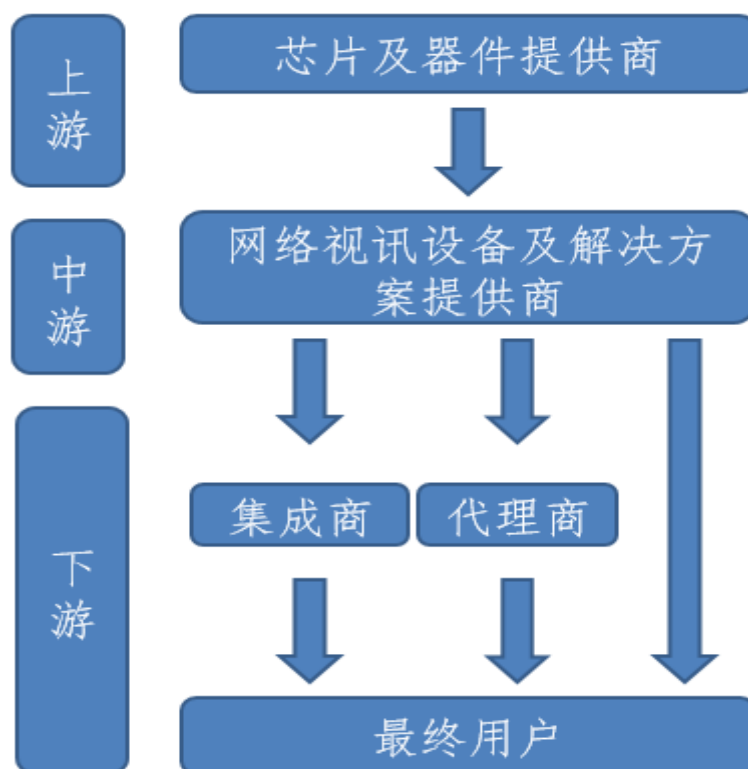 上游
芯片及器件提供商
中游
网络视讯设备及解决方
案提供商
下游
集成商
代理商
最终用户